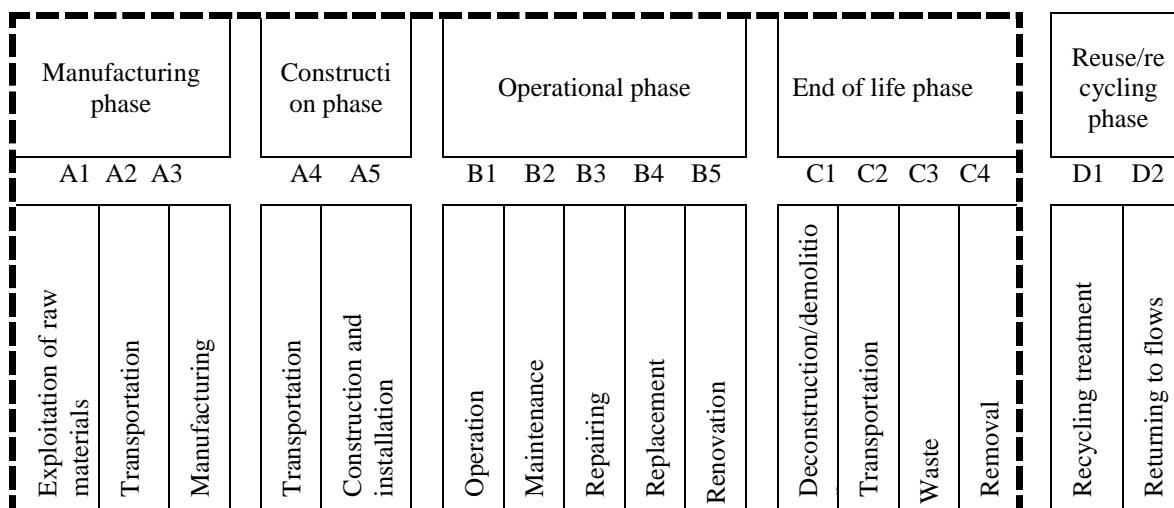 Manufacturing
phase
Constructi
on phase
Operational phase
End of life phase
Reuse/re
cycling
phase
A1 A2 A3
A4 A5
B1 B2 B3 B4 B5
C1 C2 C3 C4
D1 D2
Exploitation of raw
materials
Transportation
Manufacturing
Transportation
Construction and
installation
Operation
Maintenance
Repairing
Replacement
Renovation
Deconstruction/demolitio
Transportation
Waste
Removal
Recycling treatment
Returning to flows